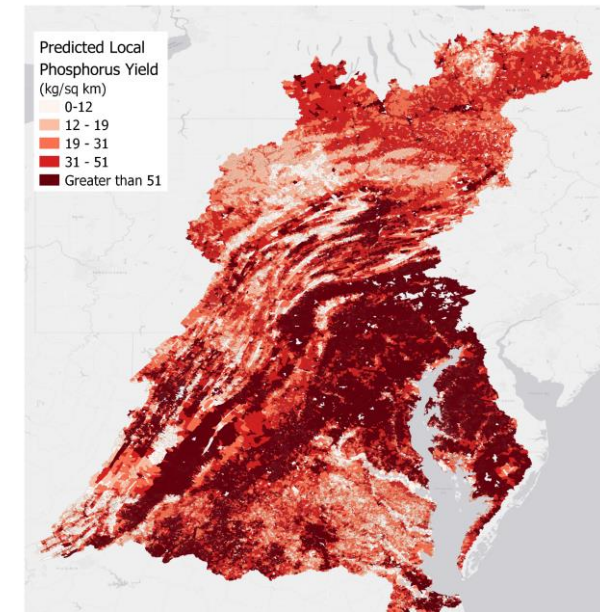 Predicted Local
Phosphorus Yield
(kg/sq km)
0-12
12 - 19
19 - 31
31 - 51
Greater than 51